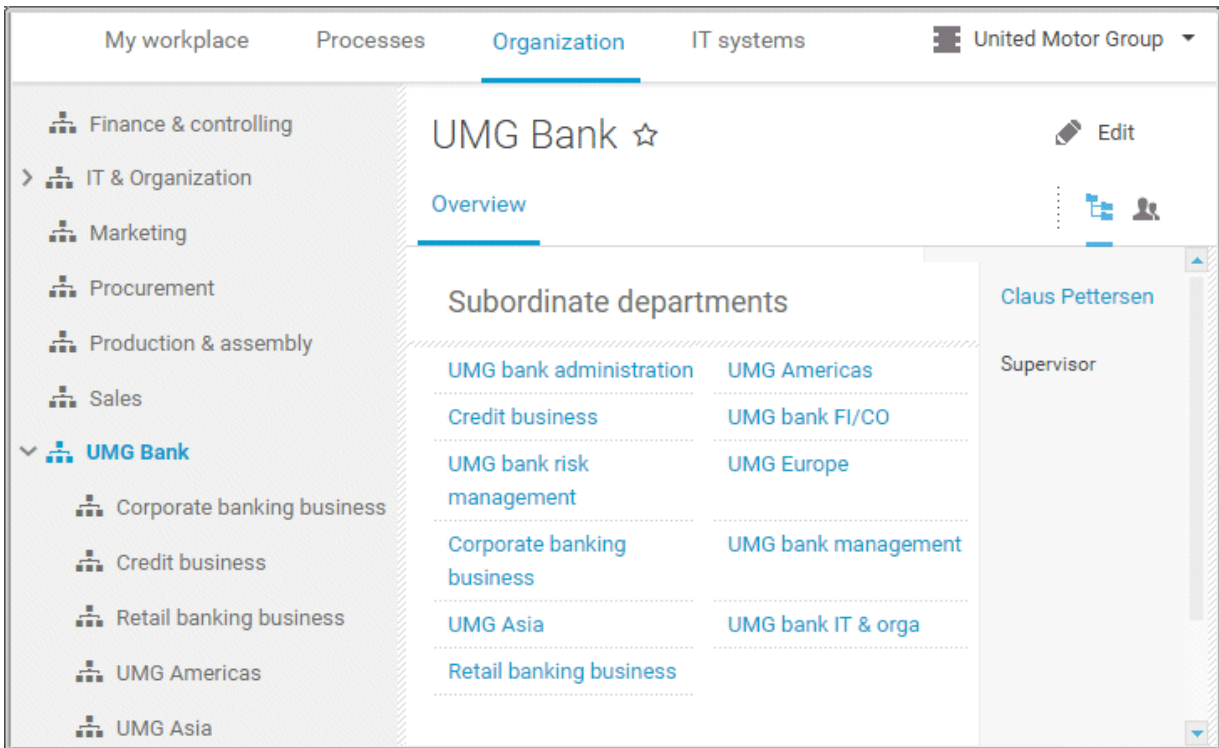 My workplace
Processes
Organization
IT systems
United Motor Group
Finance & controlling
IT & Organization
Marketing
Procurement
Production & assembly
Sales
UMG Bank
Corporate banking business
Credit business
Retail banking business
UMG Americas
UMG Asia
UMG Bank
Edit
Overview
Subordinate departments
UMG bank administration
UMG Americas
Credit business
UMG bank FI/CO
UMG bank risk
management
UMG Europe
Corporate banking
business
UMG bank management
UMG Asia
UMG bank IT & orga
Retail banking business
Claus Pettersen
Supervisor